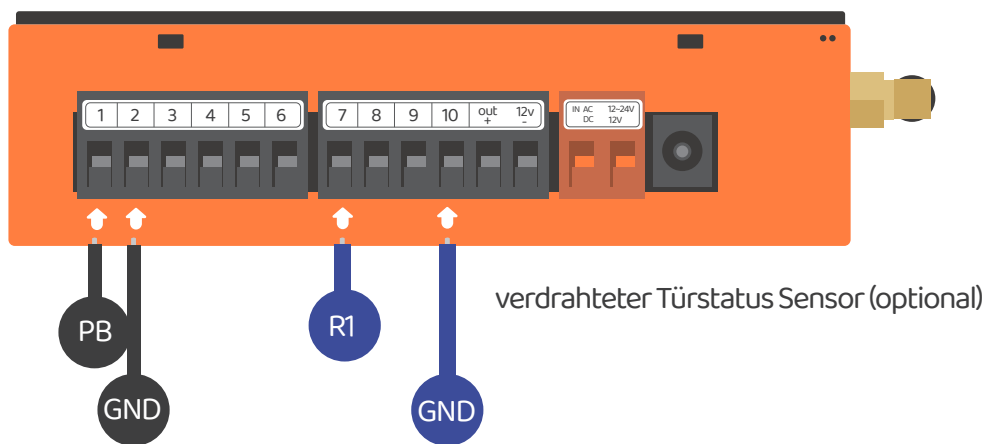 1 2 3 4 5 6
7 8 9 10 out + 12v -
IN AC 12-24V
DC 12V
PB
GND
R1
GND
verdrahteter Türstatus Sensor (optional)